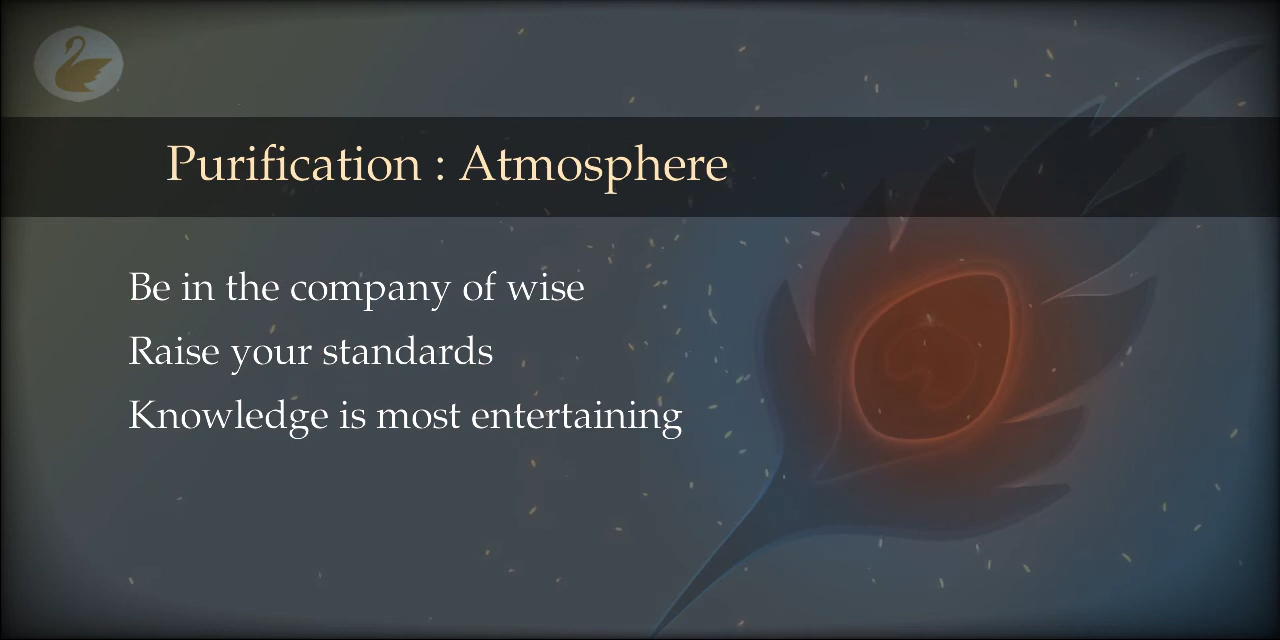 Purification : Atmosphere
Be in the company of wise
Raise your standards
Knowledge is most entertaining